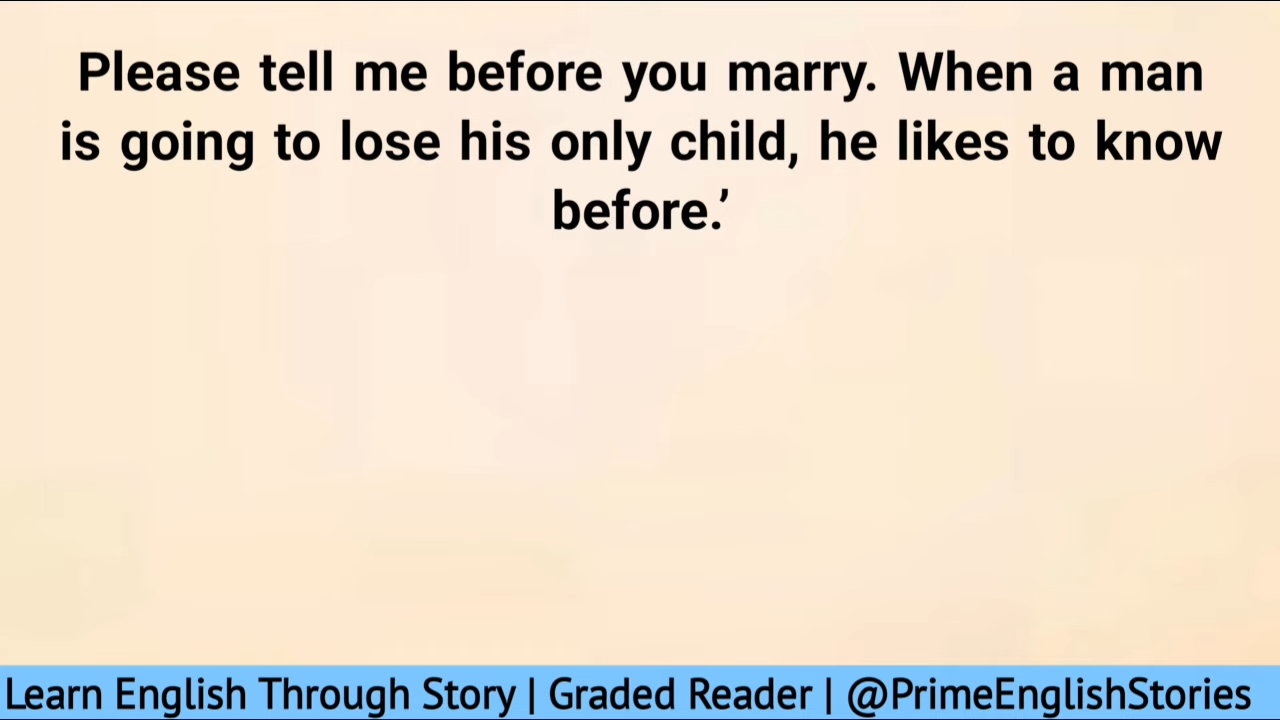 Please tell me before you marry. When a man
is going to lose his only child, he likes to know
before.’
Learn English Through Story | Graded Reader | @PrimeEnglishStories